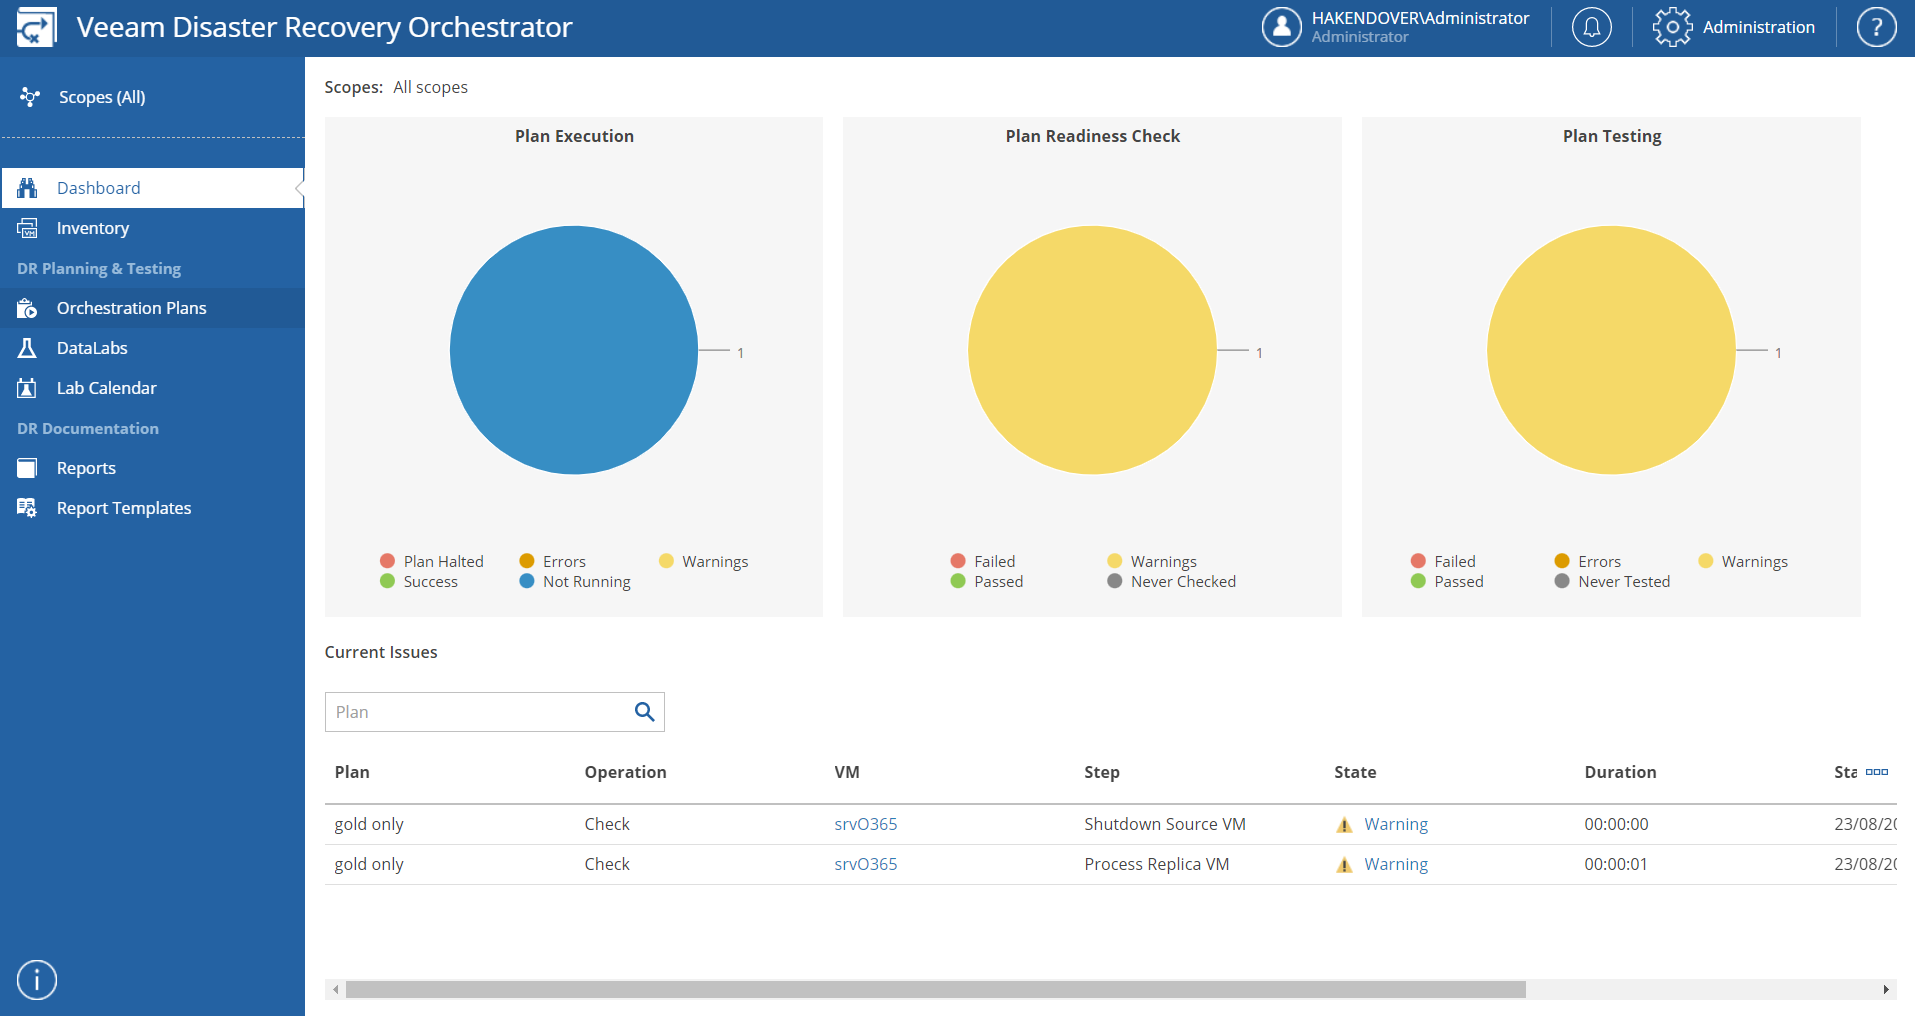 Veeam Disaster Recovery Orchestrator
HAKENDOVER\Administrator
Administrator
Administration
?
Scopes (All)
Dashboard
Inventory
DR Planning & Testing
Orchestration Plans
DataLabs
Lab Calendar
DR Documentation
Reports
Report Templates
i
Scopes: All scopes
Plan Execution
1
Plan Halted Errors Warnings
Success Not Running
Plan Readiness Check
1
Failed Warnings
Passed Never Checked
Plan Testing
1
Failed Errors Warnings
Passed Never Tested
Current Issues
Plan
Plan Operation VM Step State Duration Sta
gold only Check srvO365 Shutdown Source VM Warning 00:00:00 23/08/20
gold only Check srvO365 Process Replica VM Warning 00:00:01 23/08/20